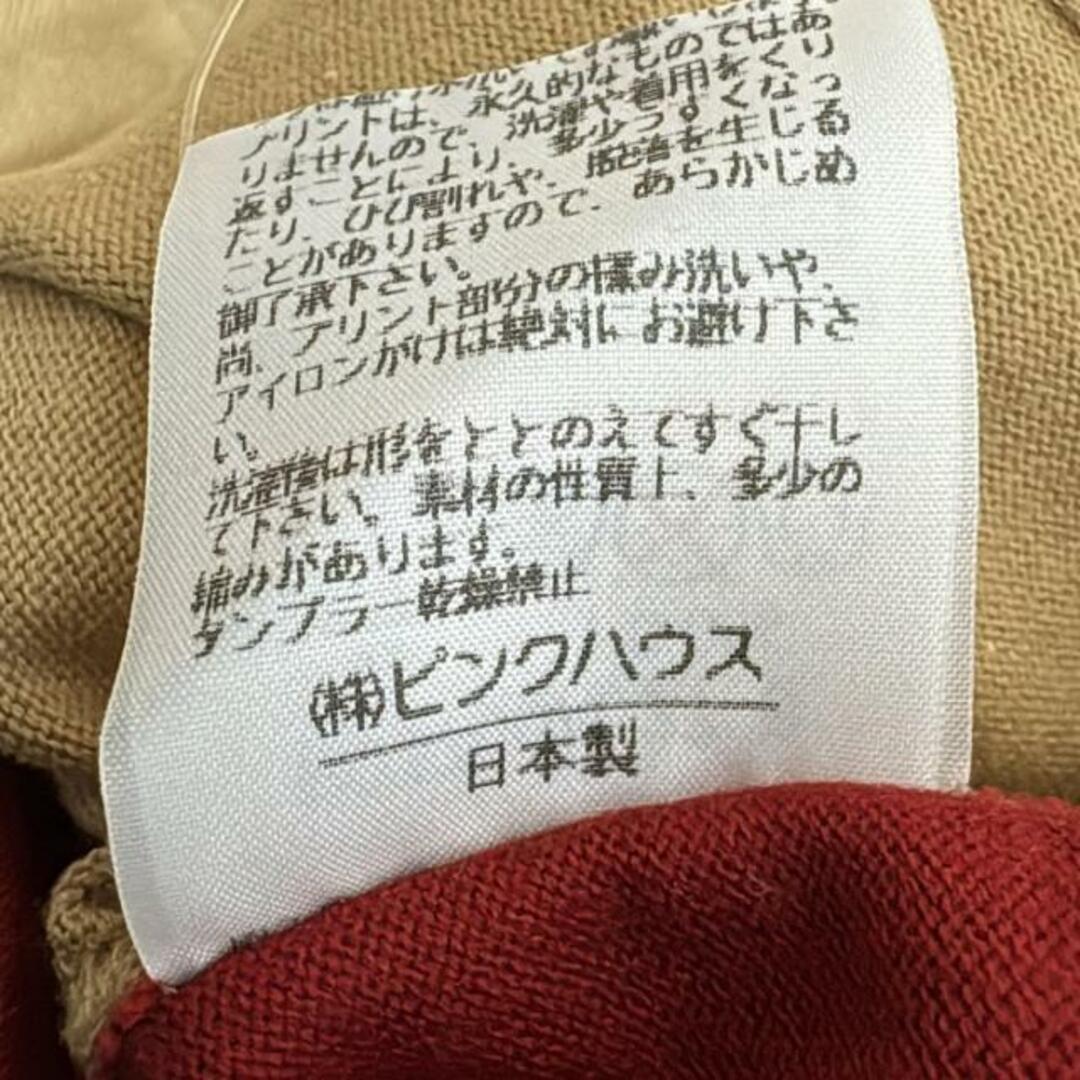 プリントは、永久的なものではあ
りませんので、洗濯や着用をくり
返すことにより、多少っすくなっ
たり、ひび割れや、脱落を生じる
ことがありますので、あらかじめ
御了承下さい。
尚、プリント部分の揉み洗いや、
アイロンがけは絶対にお避け下さ
い。
洗濯後は形をととのえてすぐ干し
て下さい。素材の性質上、多少の
縮みがあります。
タンブラー乾燥禁止
(株)ピンクハウス
日本製